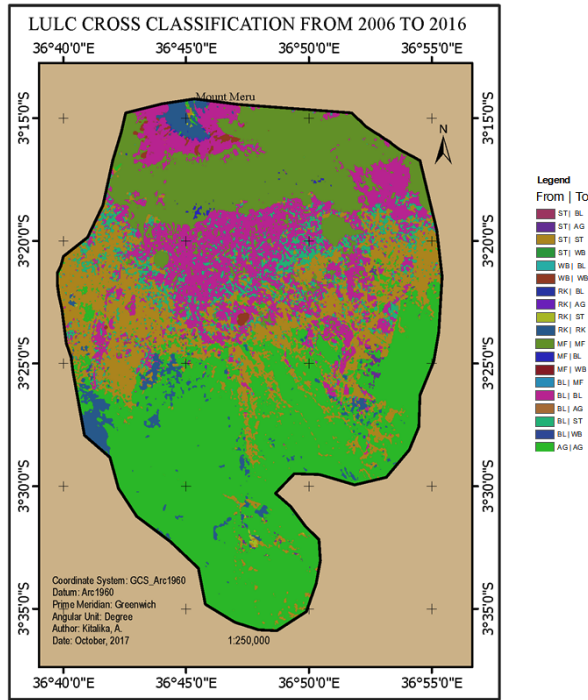 LULC CROSS CLASSIFICATION FROM 2006 TO 2016
36°40'0"E 36°45'0"E 36°50'0"E 36°55'0"E
Mount Meru
3°15'0"S 3°15'0"S
N
3°20'0"S 3°20'0"S
3°25'0"S 3°25'0"S
3°30'0"S 3°30'0"S
3°35'0"S 3°35'0"S
Coordinate System: GCS_Arc1960
Datum: Arc1960
Prime Meridian: Greenwich
Angular Unit: Degree
Author: Kitalika, A.
Date: October, 2017
1:250,000
36°40'0"E 36°45'0"E 36°50'0"E 36°55'0"E
Legend
From | To
ST| BL
ST| AG
ST| ST
ST| WB
WB| BL
WB| WB
RK| BL
RK| AG
RK| ST
RK| RK
MF| MF
MF|BL
MF| WB
BL| MF
BL| BL
BL| AG
BL| ST
BL|WB
AG|AG